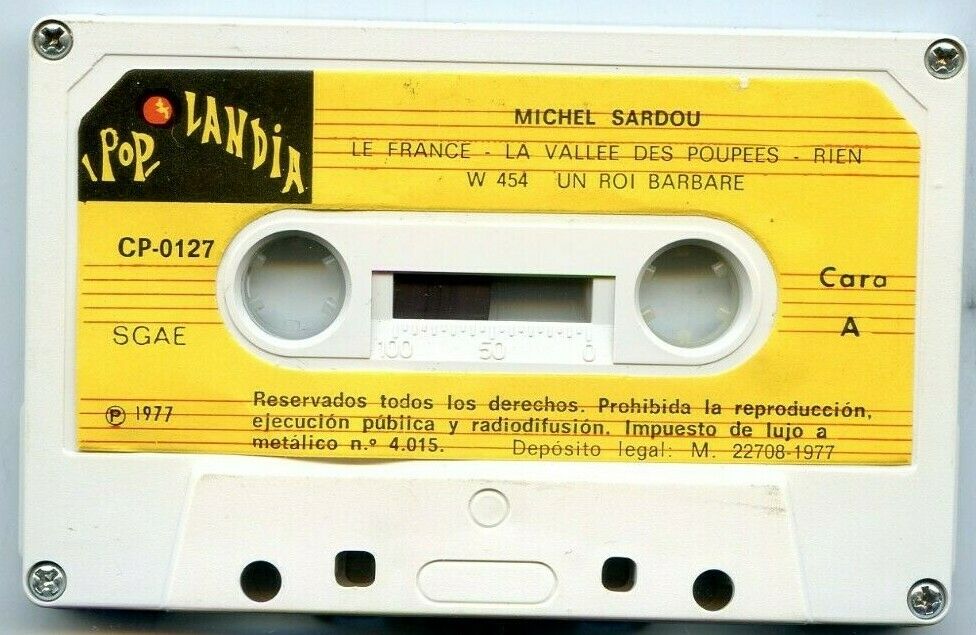 POP LANDIA
MICHEL SARDOU
LE FRANCE - LA VALLEE DES POUPEES - RIEN
W 454 UN ROI BARBARE
CP-0127
SGAE
Cara
A
100 50 0
Ⓟ 1977
Reservados todos los derechos. Prohibida la reproducción,
ejecución pública y radiodifusión. Impuesto de lujo a
metálico n.º 4.015. Depósito legal: M. 22708-1977